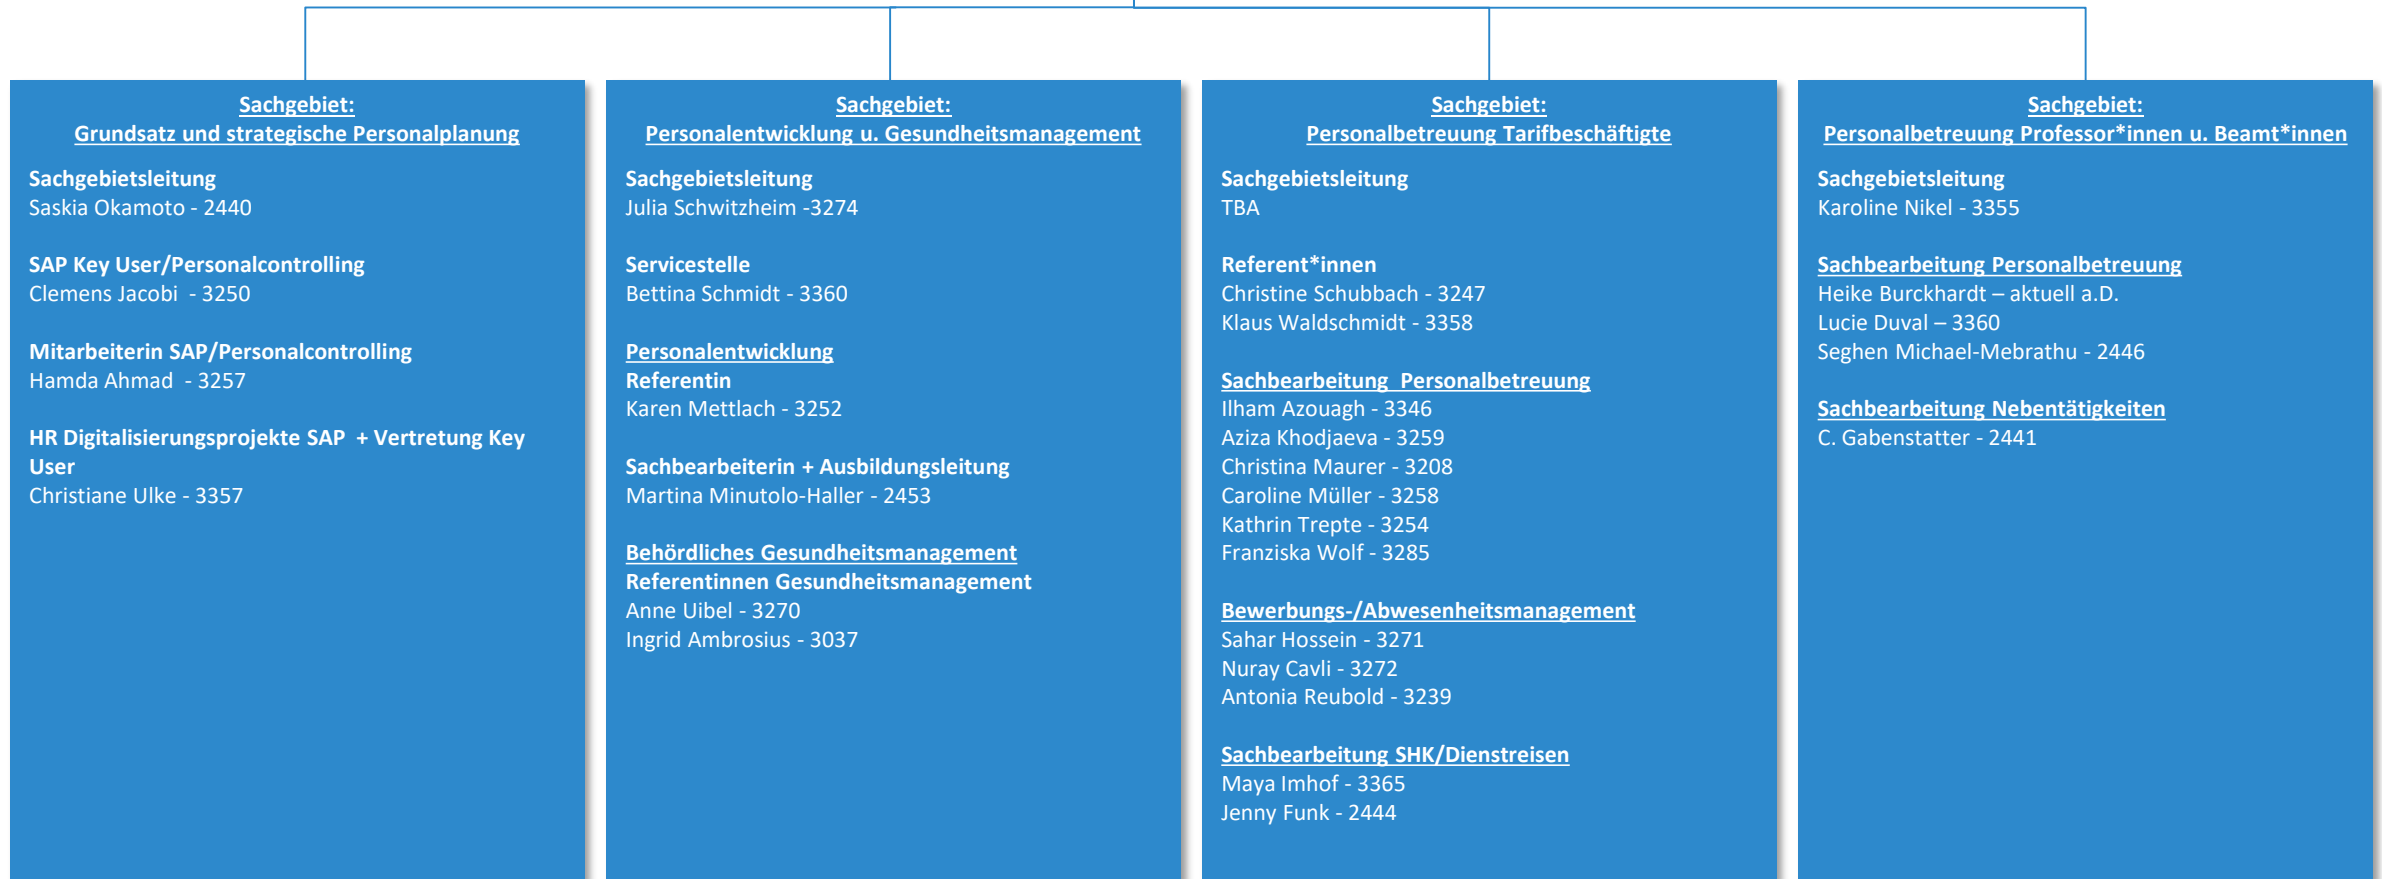 Sachgebiet:
Grundsatz und strategische Personalplanung
Sachgebietsleitung
Saskia Okamoto - 2440
SAP Key User/Personalcontrolling
Clemens Jacobi  - 3250
Mitarbeiterin SAP/Personalcontrolling
Hamda Ahmad  - 3257
HR Digitalisierungsprojekte SAP  + Vertretung Key
User
Christiane Ulke - 3357
Sachgebiet:
Personalentwicklung u. Gesundheitsmanagement
Sachgebietsleitung
Julia Schwitzheim -3274
Servicestelle
Bettina Schmidt - 3360
Personalentwicklung
Referentin
Karen Mettlach - 3252
Sachbearbeiterin + Ausbildungsleitung
Martina Minutolo-Haller - 2453
Behördliches Gesundheitsmanagement
Referentinnen Gesundheitsmanagement
Anne Uibel - 3270
Ingrid Ambrosius - 3037
Sachgebiet:
Personalbetreuung Tarifbeschäftigte
Sachgebietsleitung
TBA
Referent*innen
Christine Schubbach - 3247
Klaus Waldschmidt - 3358
Sachbearbeitung  Personalbetreuung
Ilham Azouagh - 3346
Aziza Khodjaeva - 3259
Christina Maurer - 3208
Caroline Müller - 3258
Kathrin Trepte - 3254
Franziska Wolf - 3285
Bewerbungs-/Abwesenheitsmanagement
Sahar Hossein - 3271
Nuray Cavli - 3272
Antonia Reubold - 3239
Sachbearbeitung SHK/Dienstreisen
Maya Imhof - 3365
Jenny Funk - 2444
Sachgebiet:
Personalbetreuung Professor*innen u. Beamt*innen
Sachgebietsleitung
Karoline Nikel - 3355
Sachbearbeitung Personalbetreuung
Heike Burckhardt – aktuell a.D.
Lucie Duval – 3360
Seghen Michael-Mebrathu - 2446
Sachbearbeitung Nebentätigkeiten
C. Gabenstatter - 2441